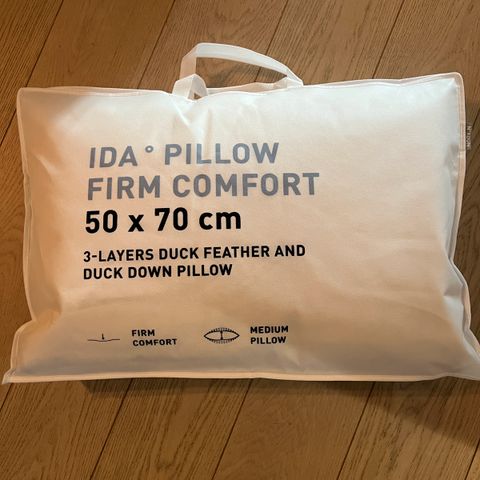 IDA° PILLOW
FIRM COMFORT
50 x 70 cm
3-LAYERS DUCK FEATHER AND
DUCK DOWN PILLOW
FIRM
COMFORT
MEDIUM
PILLOW